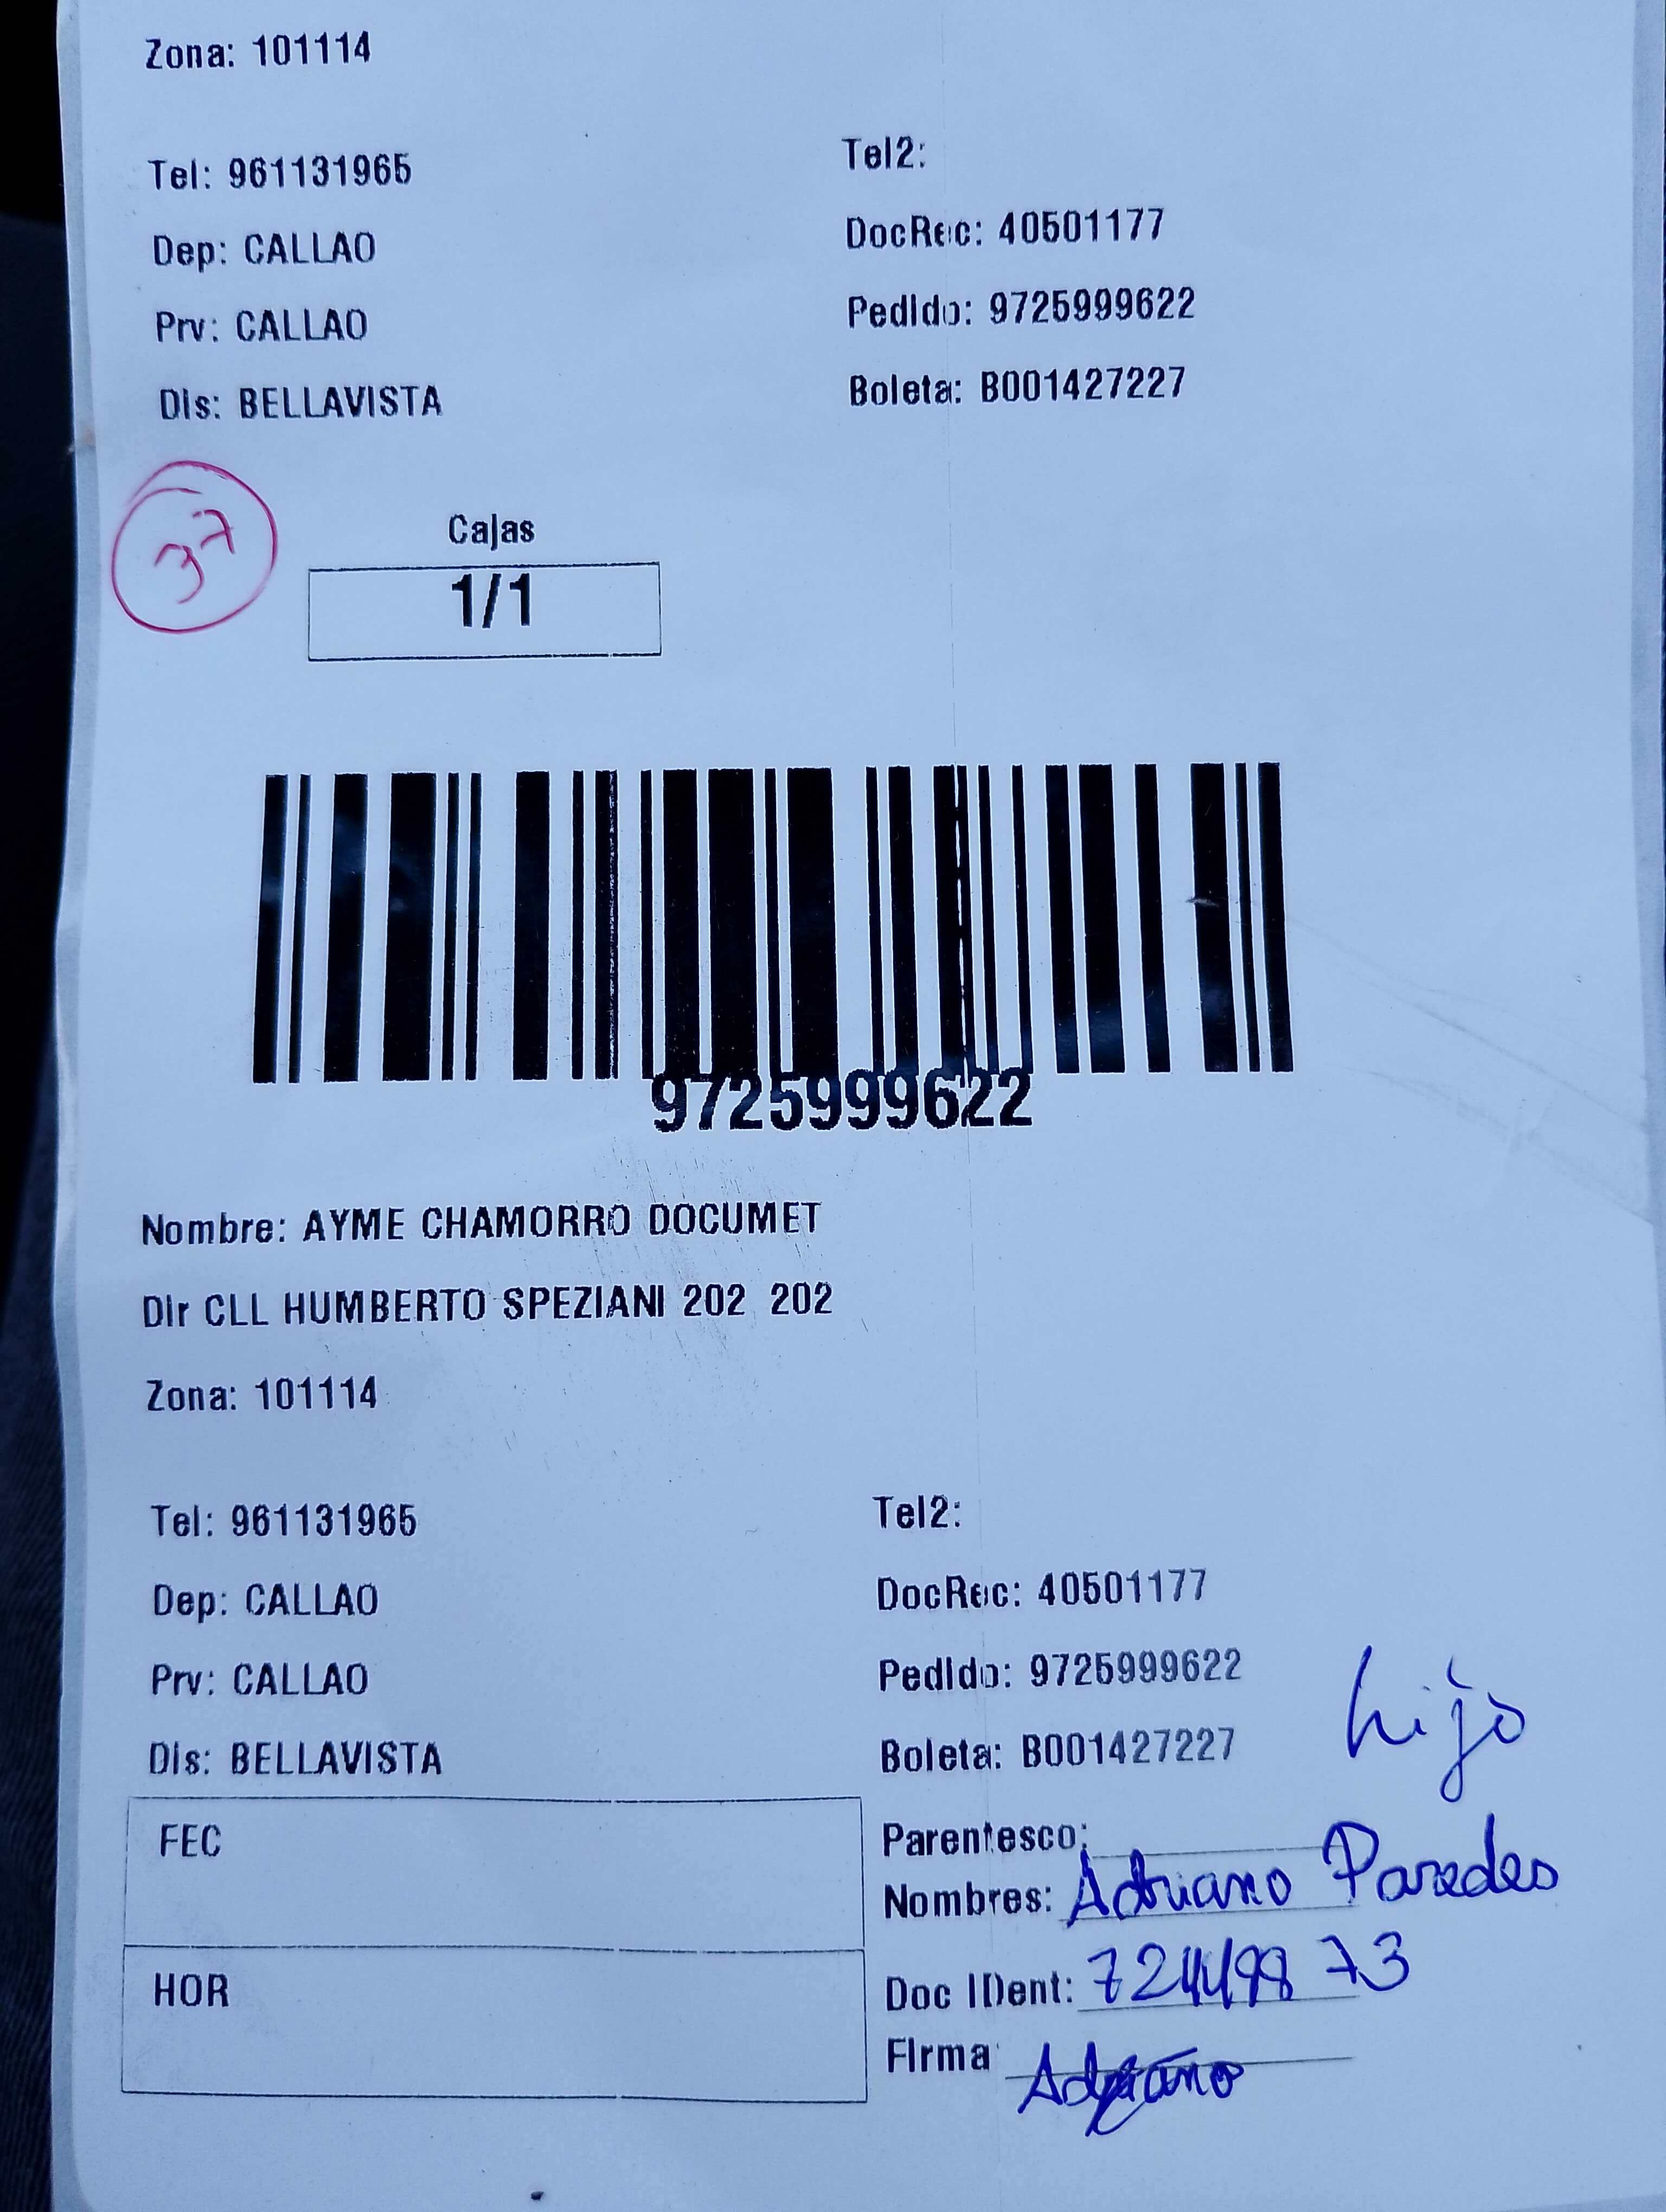 Zona: 101114
Tel: 961131965
Tel2:
Dep: CALLAO
DocRec: 40501177
Prv: CALLAO
Pedido: 9725999622
Dis: BELLAVISTA
Boleta: B001427227
37
Cajas
1/1
9725999622
Nombre: AYME CHAMORRO DOCUMET
Dir CLL HUMBERTO SPEZIANI 202 202
Zona: 101114
Tel: 961131965
Tel2:
Dep: CALLAO
DocRec: 40501177
Prv: CALLAO
Pedido: 9725999622
Dis: BELLAVISTA
Boleta: B001427227
hijo
FEC
Parentesco:
Nombres: Adriano Paredes
HOR
Doc IDent: 72449873
Firma Adriano